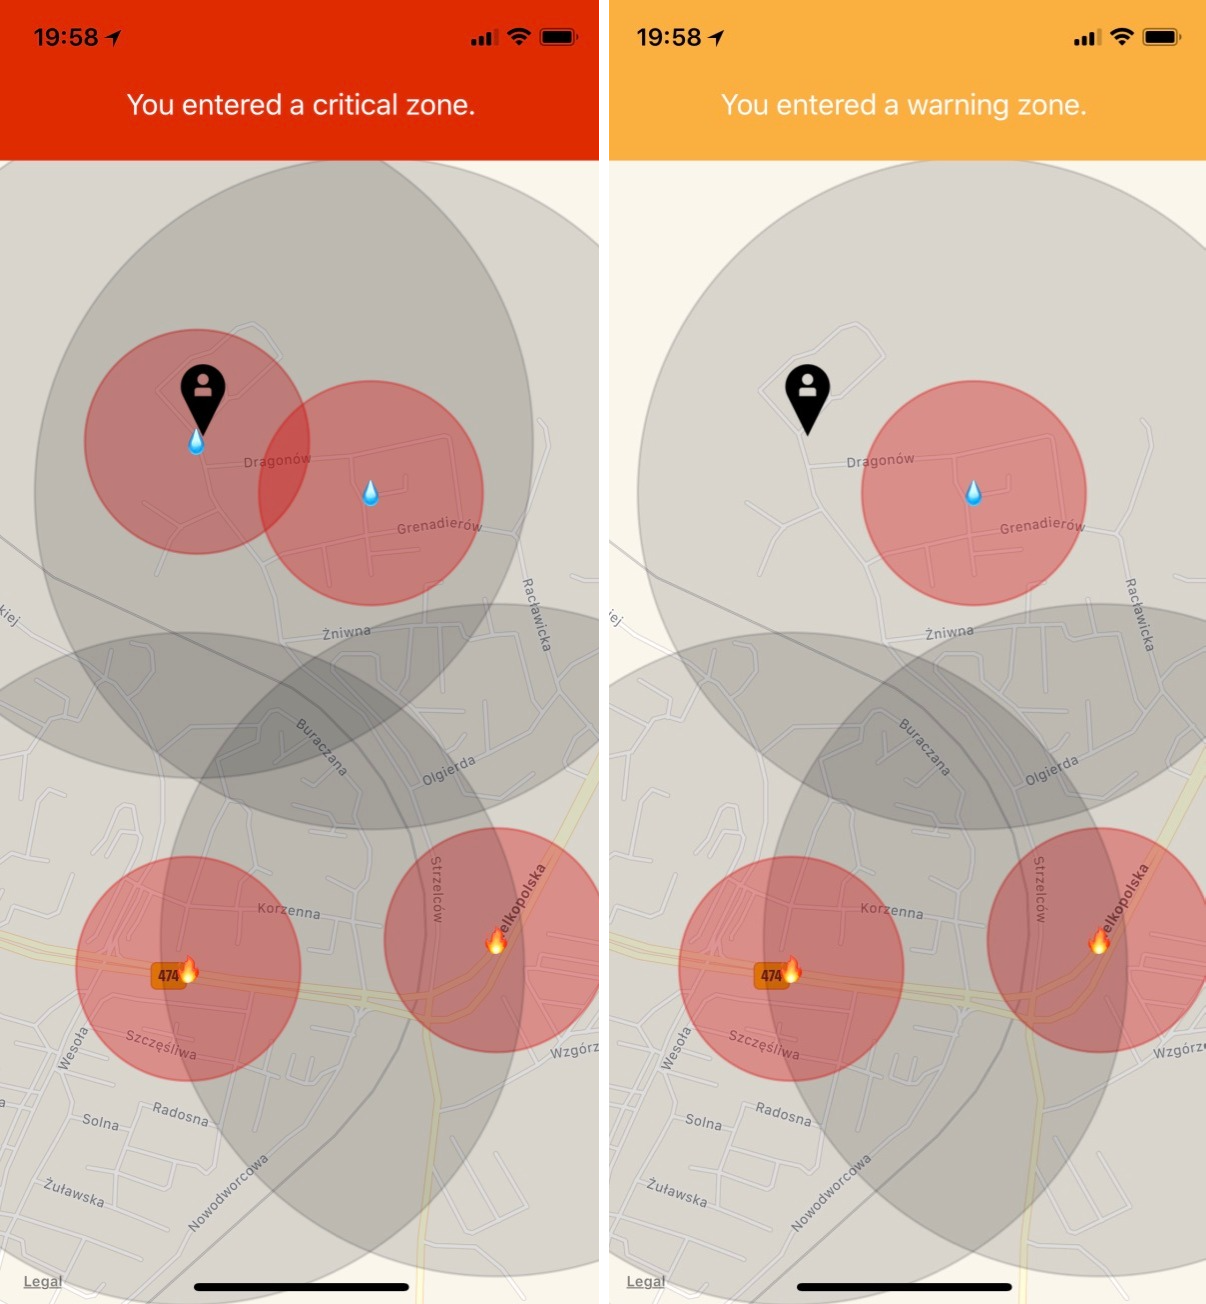 19:58
You entered a critical zone.
Dragonów
Grenadierów
Racławicka
kiej
Żniwna
Buraczana
Olgierda
Strzelców
elkopolska
Korzenna
474
Szczęśliwa
Wesoła
Wzgórz
a
Radosna
Solna
Nowodworcowa
Żuławska
Legal
19:58
You entered a warning zone.
Dragonów
Grenadierów
Racławicka
iej
Żniwna
Buraczana
Olgierda
Strzelców
elkopolska
Korzenna
474
Szczęśliwa
Wesoła
Wzgórze
Radosna
Solna
Nowodworcowa
Żuławska
Legal